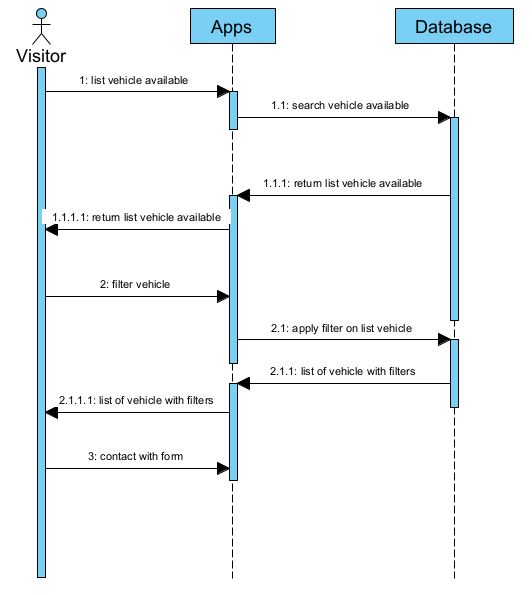 Visitor
Apps
Database
1: list vehicle available
1.1: search vehicle available
1.1.1: return list vehicle available
1.1.1.1: return list vehicle available
2: filter vehicle
2.1: apply filter on list vehicle
2.1.1: list of vehicle with filters
2.1.1.1: list of vehicle with filters
3: contact with form